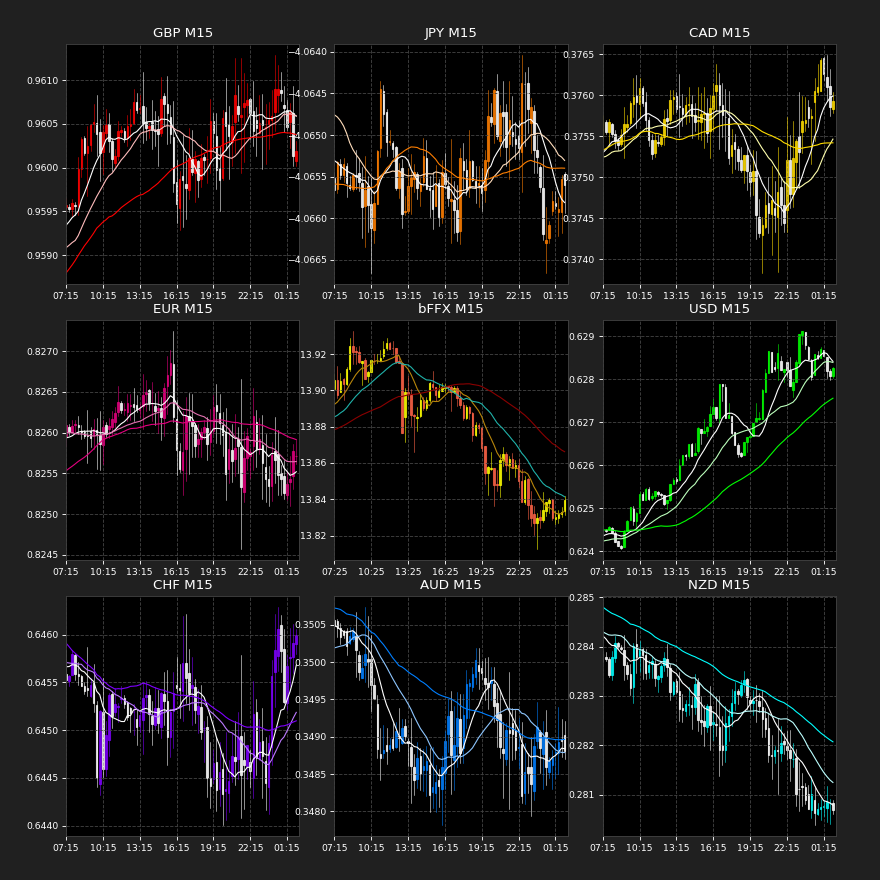 GBP M15
0.9610
0.9605
0.9600
0.9595
0.9590
07:15 10:15 13:15 16:15 19:15 22:15 01:15
JPY M15
−4.0640
−4.0645
−4.0650
−4.0655
−4.0660
−4.0665
07:15 10:15 13:15 16:15 19:15 22:15 01:15
CAD M15
0.3765
0.3760
0.3755
0.3750
0.3745
0.3740
07:15 10:15 13:15 16:15 19:15 22:15 01:15
EUR M15
0.8270
0.8265
0.8260
0.8255
0.8250
0.8245
07:15 10:15 13:15 16:15 19:15 22:15 01:15
bFFX M15
13.92
13.90
13.88
13.86
13.84
13.82
07:25 10:25 13:25 16:25 19:25 22:25 01:25
USD M15
0.629
0.628
0.627
0.626
0.625
0.624
07:15 10:15 13:15 16:15 19:15 22:15 01:15
CHF M15
0.6460
0.6455
0.6450
0.6445
0.6440
07:15 10:15 13:15 16:15 19:15 22:15 01:15
AUD M15
0.3505
0.3500
0.3495
0.3490
0.3485
0.3480
07:15 10:15 13:15 16:15 19:15 22:15 01:15
NZD M15
0.285
0.284
0.283
0.282
0.281
07:15 10:15 13:15 16:15 19:15 22:15 01:15